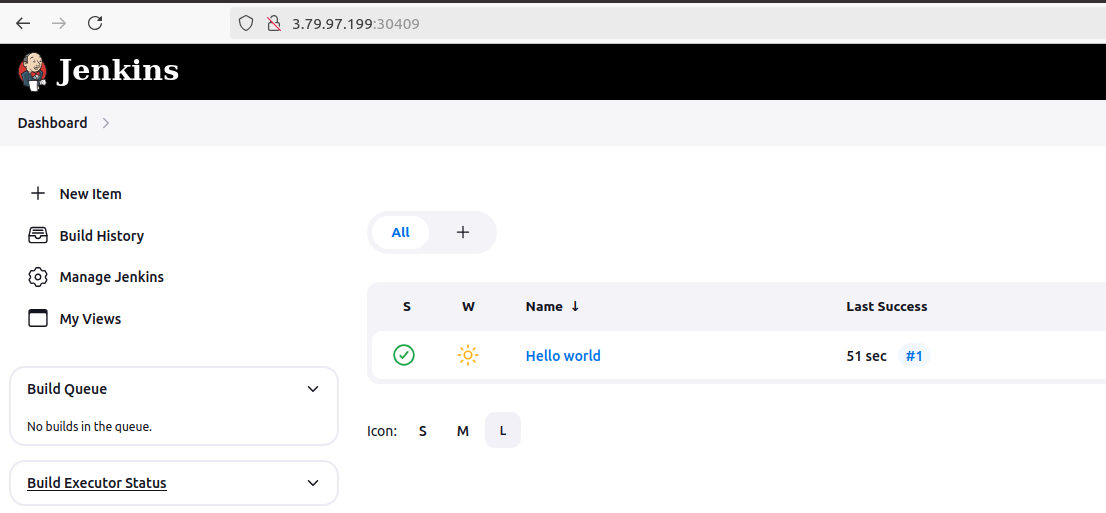 3.79.97.199:30409
Jenkins
Dashboard
New Item
Build History
Manage Jenkins
My Views
Build Queue
No builds in the queue.
Build Executor Status
All +
S W Name ↓ Last Success
Hello world 51 sec #1
Icon: S M L